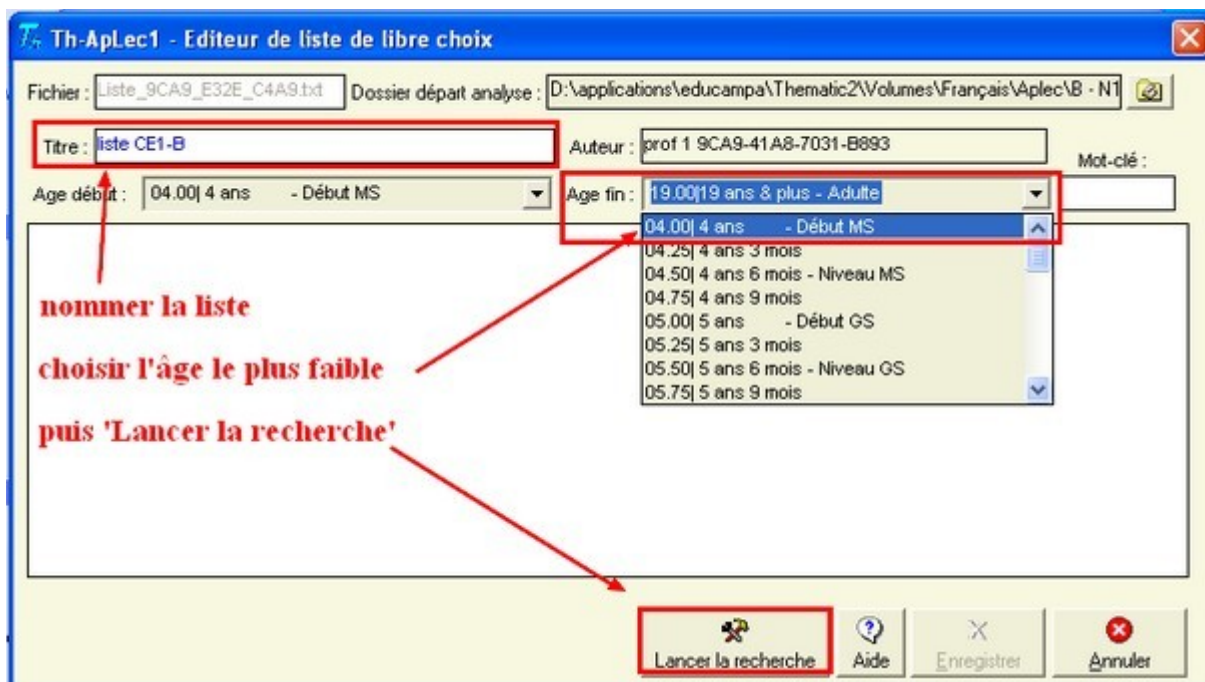 Th-ApLec1 - Editeur de liste de libre choix
Fichier : Liste_9CA9_E32E_C4A9.txt Dossier départ analyse : D:\applications\educampa\Thematic2\Volumes\Français\Aplec\B - N1
Titre : liste CE1-B Auteur : prof 1 9CA9-41A8-7031-B893 Mot-clé :
Age début : 04.00| 4 ans - Début MS Age fin : 19.00|19 ans & plus - Adulte
04.00| 4 ans - Début MS
04.25| 4 ans 3 mois
04.50| 4 ans 6 mois - Niveau MS
04.75| 4 ans 9 mois
05.00| 5 ans - Début GS
05.25| 5 ans 3 mois
05.50| 5 ans 6 mois - Niveau GS
05.75| 5 ans 9 mois
nommer la liste
choisir l'âge le plus faible
puis 'Lancer la recherche'
Lancer la recherche Aide Enregistrer Annuler